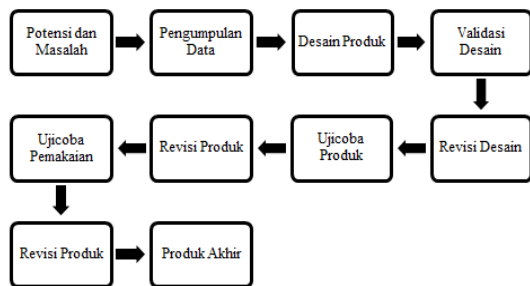 Potensi dan
Masalah
Pengumpulan
Data
Desain Produk
Validasi
Desain
Revisi Desain
Ujicoba
Produk
Revisi Produk
Ujicoba
Pemakaian
Revisi Produk
Produk Akhir